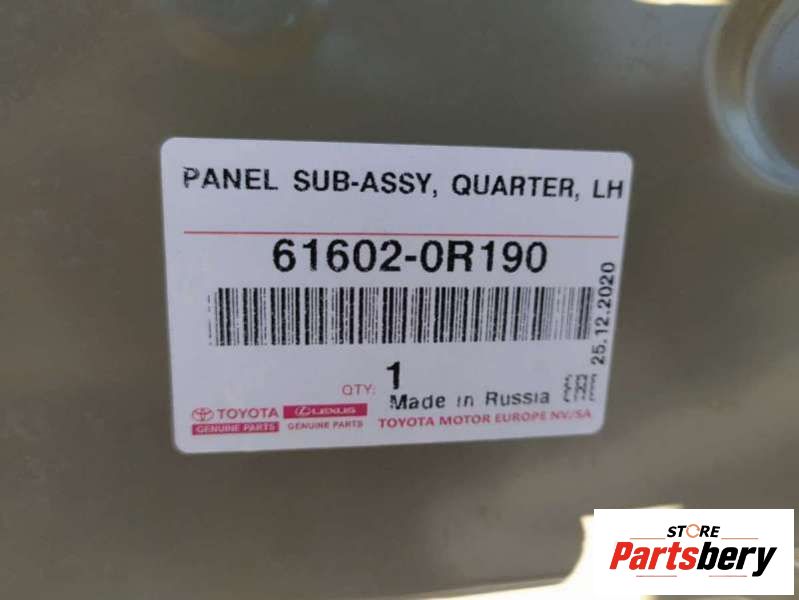 PANEL SUB-ASSY, QUARTER, LH
61602-0R190
25.12.2020
QTY: 1
Made in Russia
TOYOTA
GENUINE PARTS
LEXUS
GENUINE PARTS
TOYOTA MOTOR EUROPE NV/SA
STORE
Partsbery